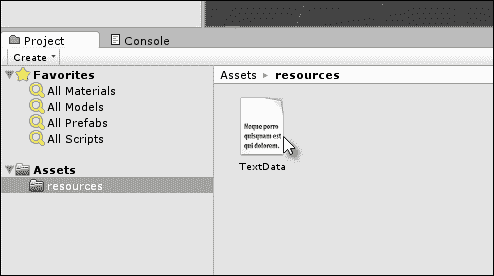 Project
Console
Create
Favorites
All Materials
All Models
All Prefabs
All Scripts
Assets
resources
Assets ▸ resources
Neque porro
quisquam est
qui dolorem.
TextData